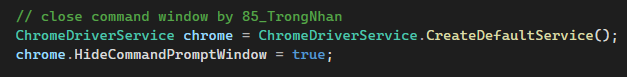 // close command window by 85_TrongNhan
ChromeDriverService chrome = ChromeDriverService.CreateDefaultService();
chrome.HideCommandPromptWindow = true;